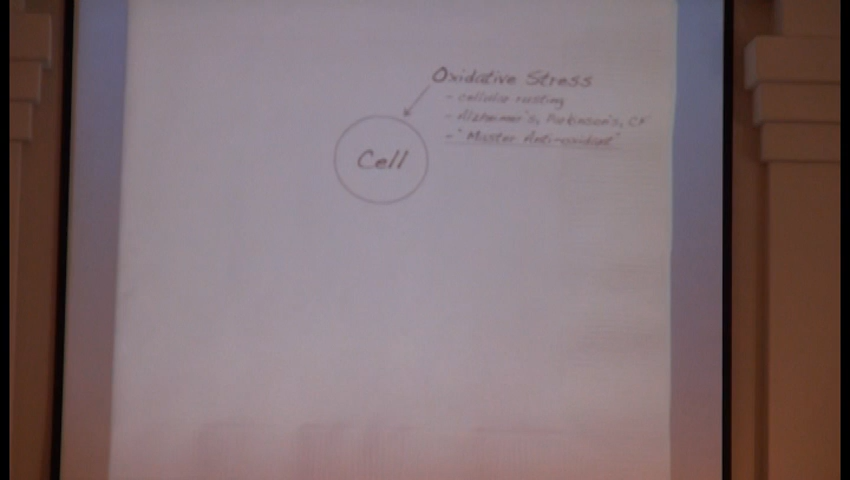 Oxidative Stress
- cellular rusting
- Alzheimer's, Parkinson's, CF
- "Master Anti-oxidant"
Cell